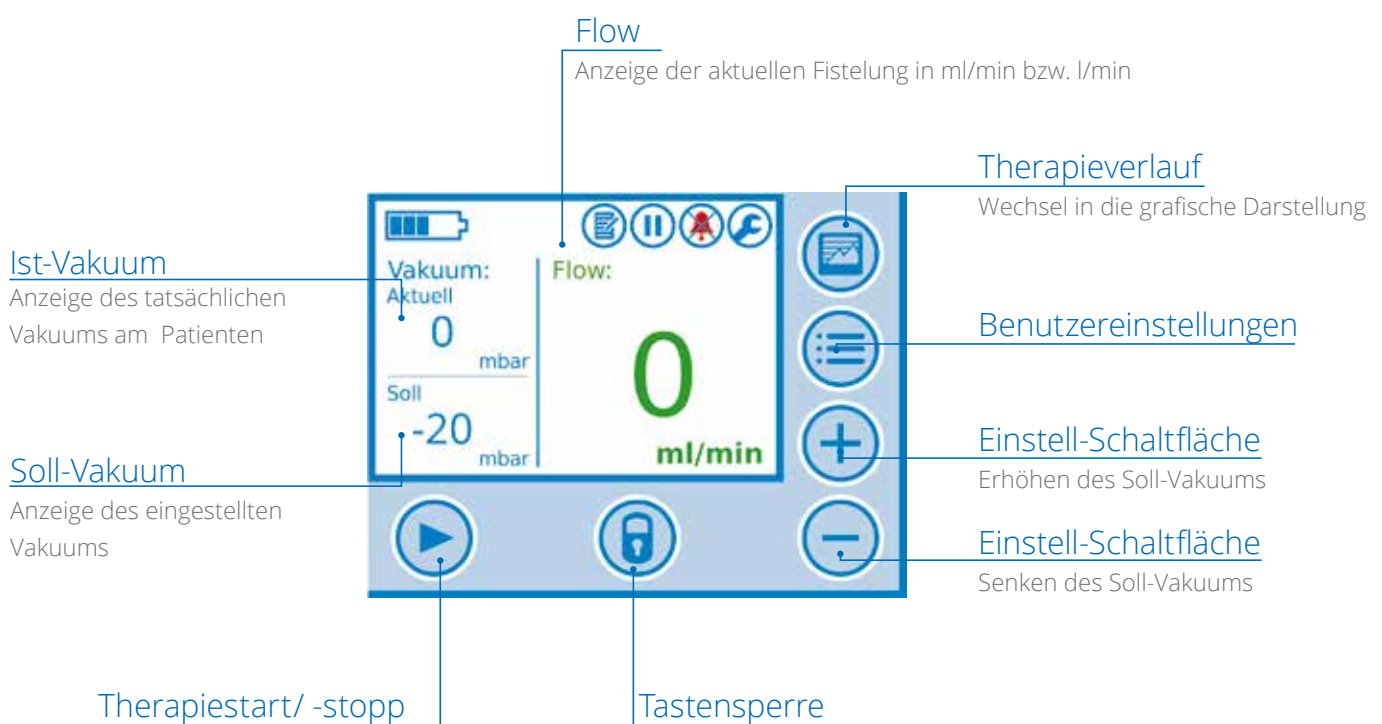 Flow
Anzeige der aktuellen Fistelung in ml/min bzw. l/min
Therapieverlauf
Wechsel in die grafische Darstellung
Ist-Vakuum
Anzeige des tatsächlichen
Vakuums am Patienten
Vakuum:
Aktuell
0
mbar
Soll
-20
mbar
Flow:
0
ml/min
Benutzereinstellungen
Einstell-Schaltfläche
Erhöhen des Soll-Vakuums
Soll-Vakuum
Anzeige des eingestellten
Vakuums
Einstell-Schaltfläche
Senken des Soll-Vakuums
Therapiestart/ -stopp
Tastensperre